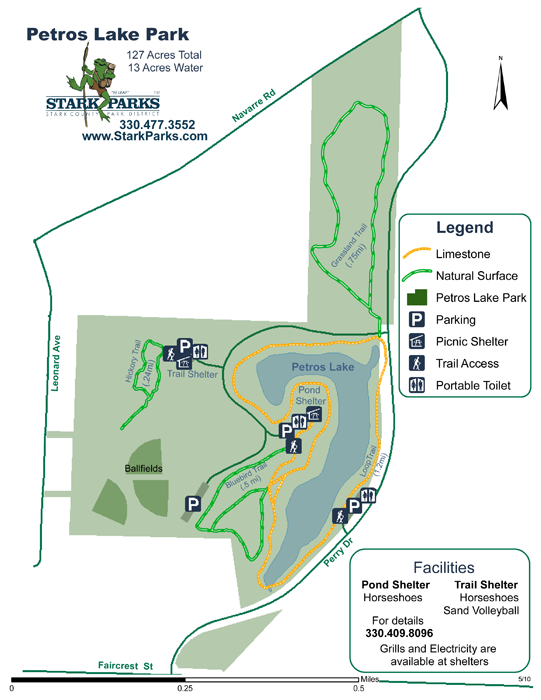 Petros Lake Park
127 Acres Total
13 Acres Water
STARK PARKS
STARK COUNTY PARK DISTRICT
330.477.3552
www.StarkParks.com
Navarre Rd
N
Grassland Trail
(.75mi)
Legend
Limestone
Natural Surface
Petros Lake Park
P Parking
Picnic Shelter
Trail Access
Portable Toilet
Leonard Ave
Hickory Trail
(.24mi)
P
Trail Shelter
Petros Lake
Pond
Shelter
P
Ballfields
Bluebird Trail
(.5 mi)
Loop Trail
(1.2mi)
P
P
Perry Dr
Facilities
Pond Shelter
Horseshoes
For details
330.409.8096
Trail Shelter
Horseshoes
Sand Volleyball
Grills and Electricity are
available at shelters
Faircrest St
Miles
5/10
0
0.25
0.5